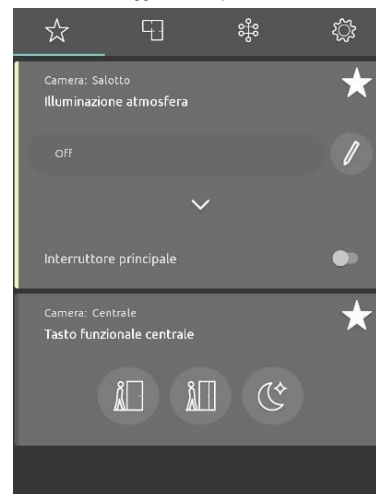 Camera: Salotto
Illuminazione atmosfera
Off
Interruttore principale
Camera: Centrale
Tasto funzionale centrale